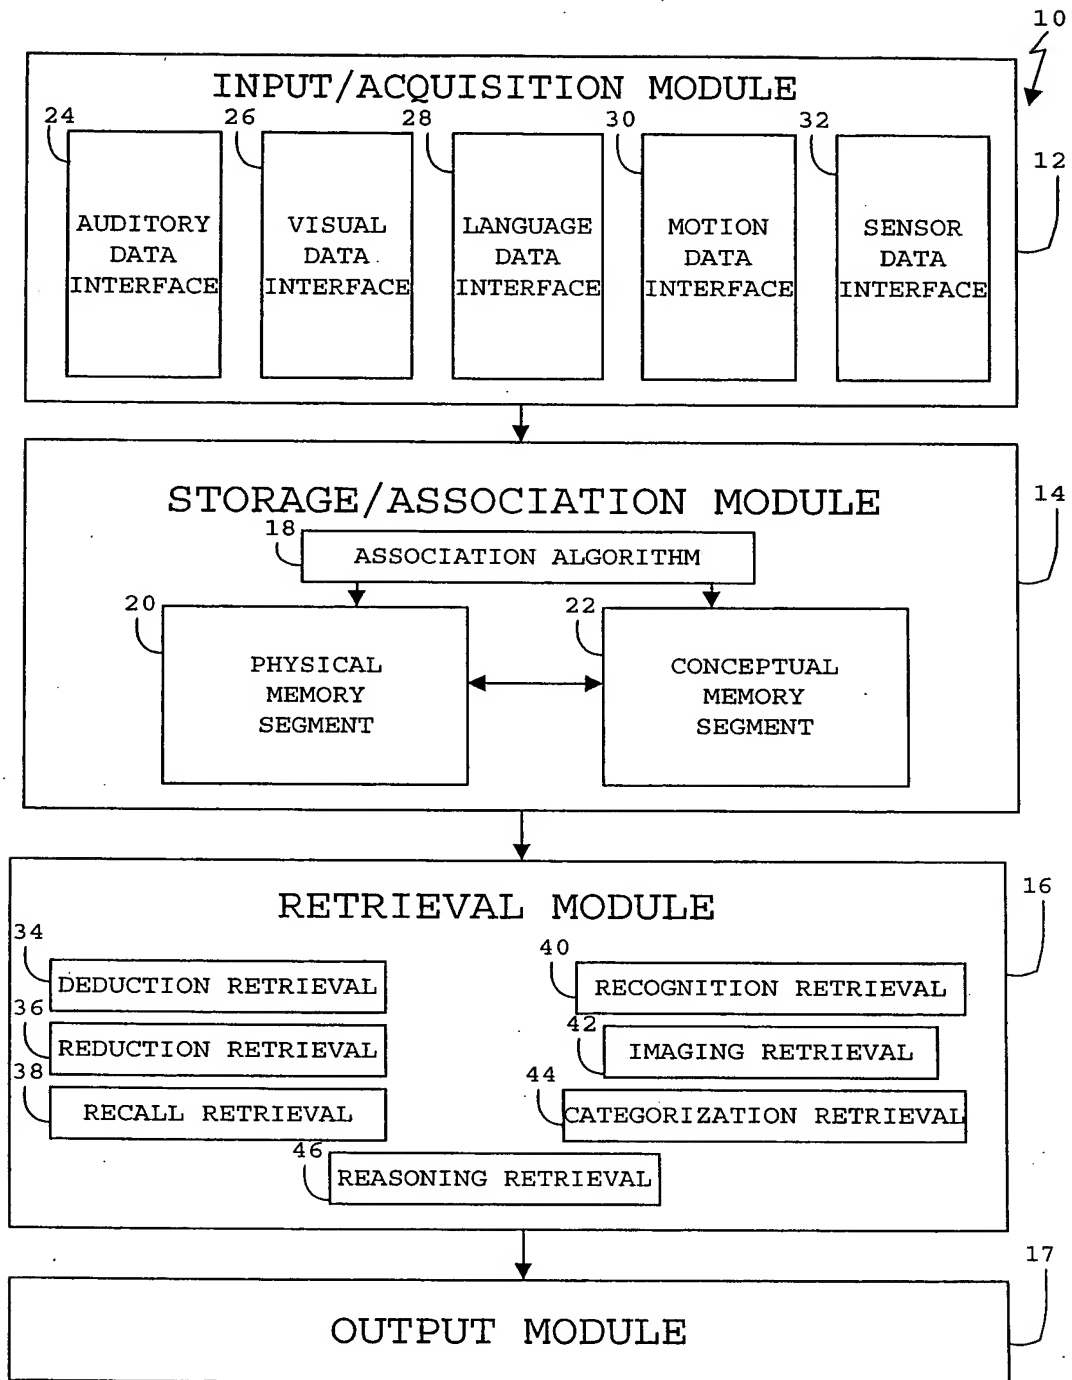 10
INPUT/ACQUISITION MODULE
24
26
28
30
32
12
AUDITORY
DATA
INTERFACE
VISUAL
DATA
INTERFACE
LANGUAGE
DATA
INTERFACE
MOTION
DATA
INTERFACE
SENSOR
DATA
INTERFACE
STORAGE/ASSOCIATION MODULE
14
18
ASSOCIATION ALGORITHM
20
22
PHYSICAL
MEMORY
SEGMENT
CONCEPTUAL
MEMORY
SEGMENT
RETRIEVAL MODULE
16
34
DEDUCTION RETRIEVAL
40
RECOGNITION RETRIEVAL
36
REDUCTION RETRIEVAL
42
IMAGING RETRIEVAL
38
RECALL RETRIEVAL
44
CATEGORIZATION RETRIEVAL
46
REASONING RETRIEVAL
17
OUTPUT MODULE